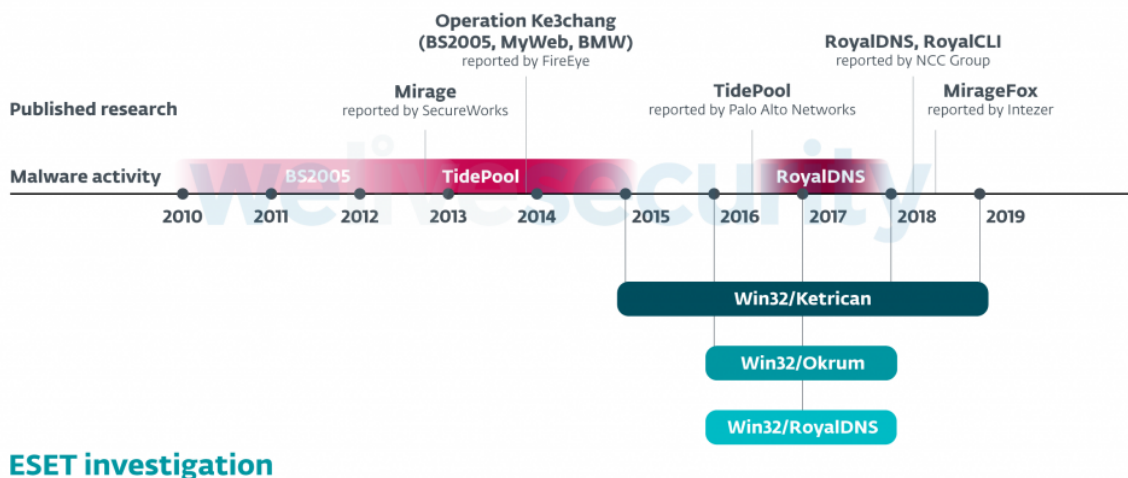 Operation Ke3chang
(BS2005, MyWeb, BMW)
reported by FireEye
RoyalDNS, RoyalCLI
reported by NCC Group
Mirage
reported by SecureWorks
TidePool
reported by Palo Alto Networks
MirageFox
reported by Intezer
Published research
Malware activity
BS2005
TidePool
RoyalDNS
welivesecurity
2010 2011 2012 2013 2014 2015 2016 2017 2018 2019
Win32/Ketrican
Win32/Okrum
Win32/RoyalDNS
ESET investigation